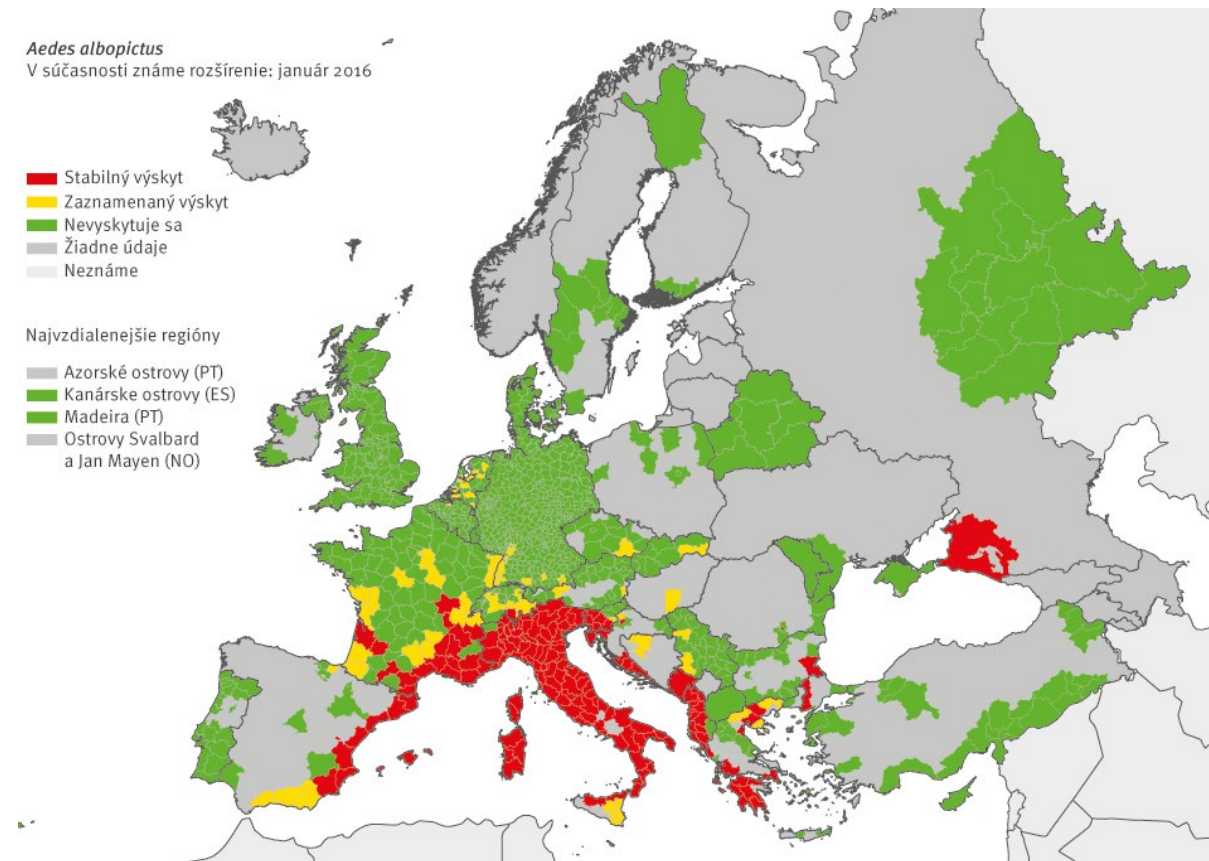 Aedes albopictus
V súčasnosti známe rozšírenie: január 2016
Stabilný výskyt
Zaznamenaný výskyt
Nevyskytuje sa
Žiadne údaje
Neznáme
Najvzdialenejšie regióny
Azorské ostrovy (PT)
Kanárske ostrovy (ES)
Madeira (PT)
Ostrovy Svalbard
a Jan Mayen (NO)